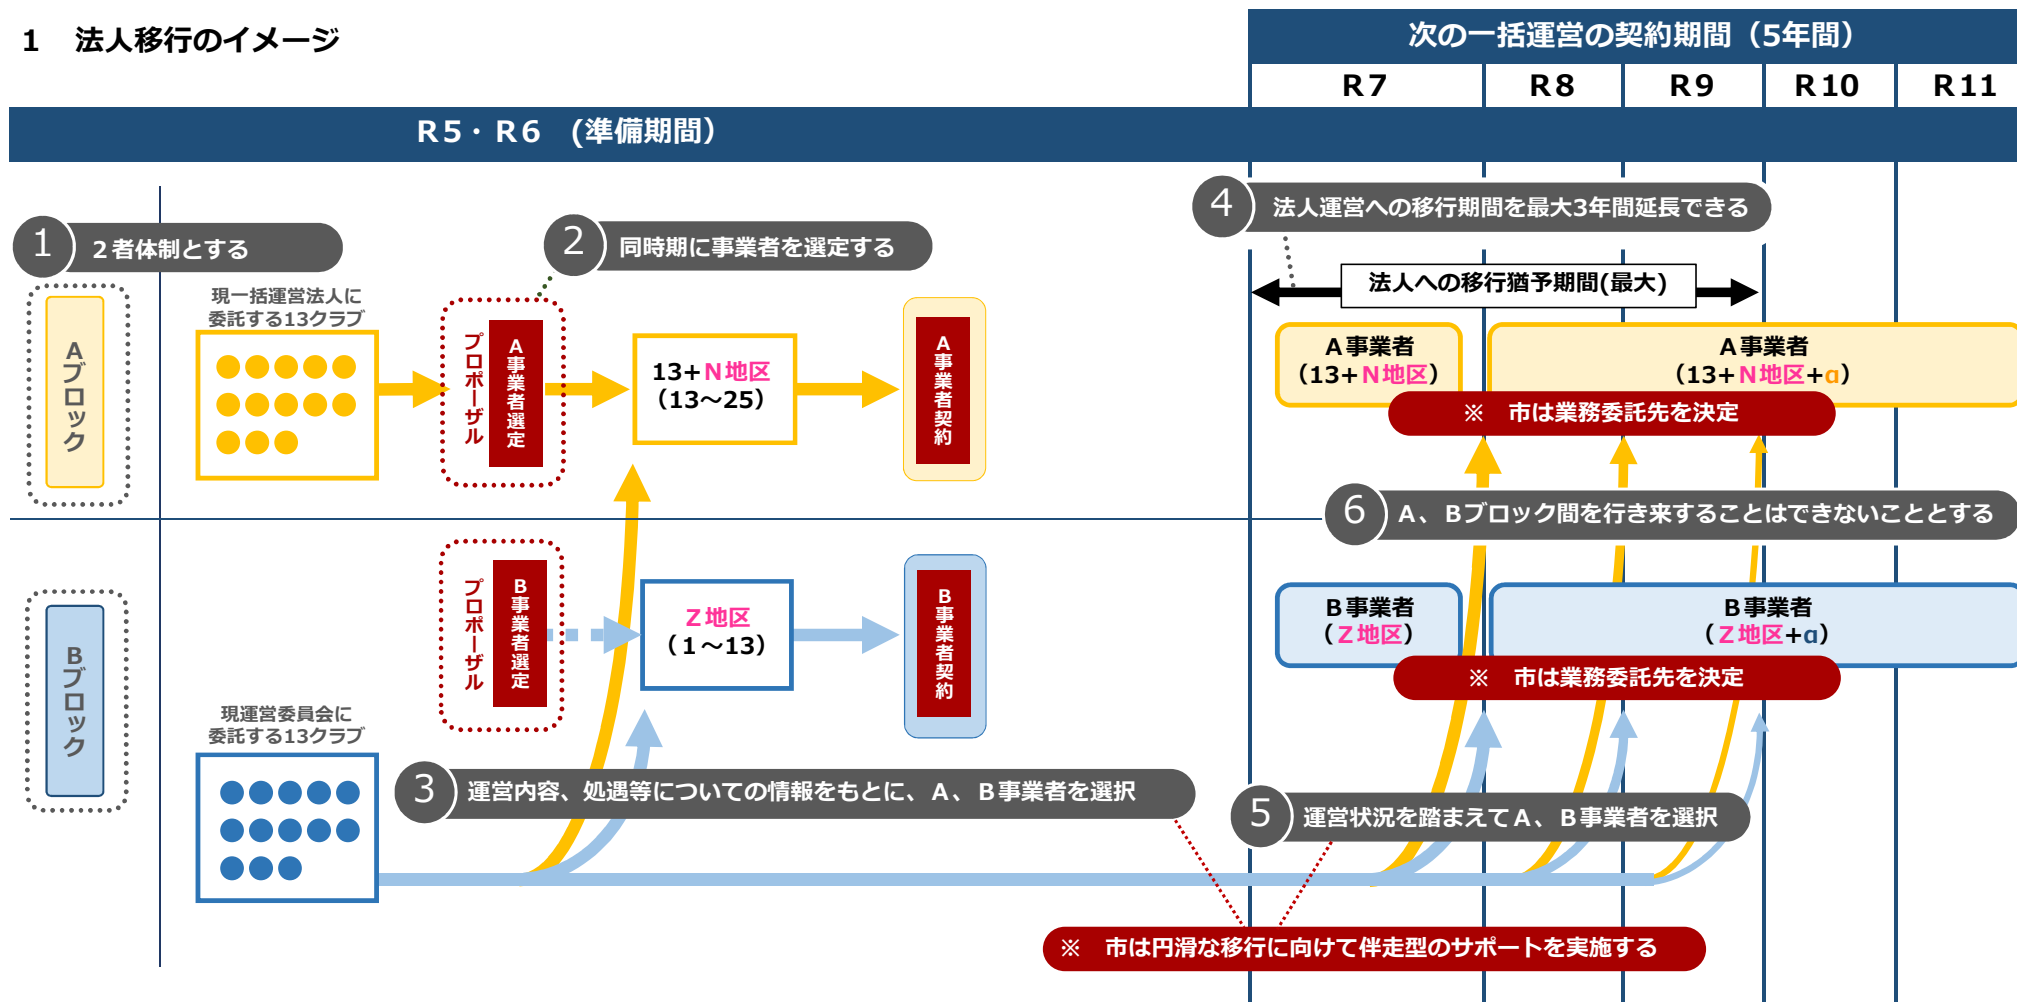 1　法人移行のイメージ
次の一括運営の契約期間（5年間）
R７
R８
R９
R10
R11
R５・R６　(準備期間）
1　２者体制とする
2　同時期に事業者を選定する
4　法人運営への移行期間を最大3年間延長できる
法人への移行猶予期間(最大)
Aブロック
現一括運営法人に
委託する13クラブ
プロポーザル
A事業者選定
13+N地区
（13～25）
A事業者契約
A事業者
（13+N地区）
A事業者
（13+N地区+α）
※　市は業務委託先を決定
6　A、Bブロック間を行き来することはできないこととする
Bブロック
プロポーザル
B事業者選定
Z地区
（１～13）
B事業者契約
B事業者
（Z地区）
B事業者
（Z地区+α）
※　市は業務委託先を決定
現運営委員会に
委託する13クラブ
3　運営内容、処遇等についての情報をもとに、A、B事業者を選択
5　運営状況を踏まえてA、B事業者を選択
※　市は円滑な移行に向けて伴走型のサポートを実施する